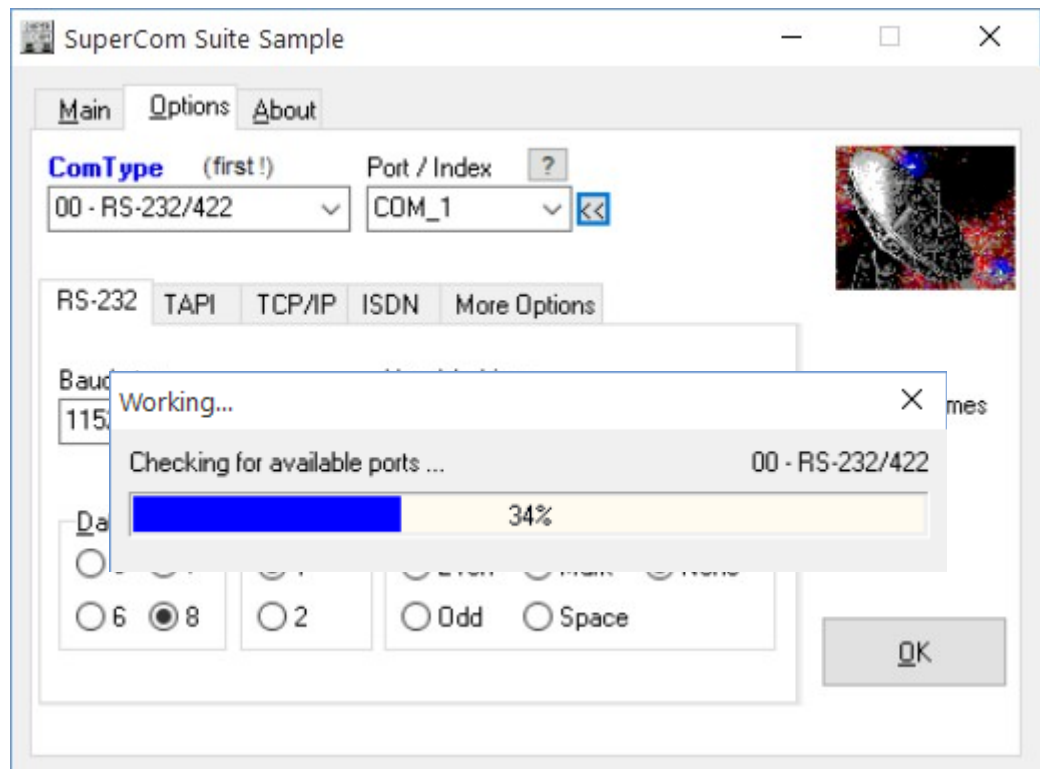 SuperCom Suite Sample
Main Options About
ComType (first !) Port / Index ?
00 - RS-232/422 COM_1 <<
RS-232 TAPI TCP/IP ISDN More Options
Working...
Checking for available ports ... 00 - RS-232/422
34%
6 8 2 Odd Space
OK